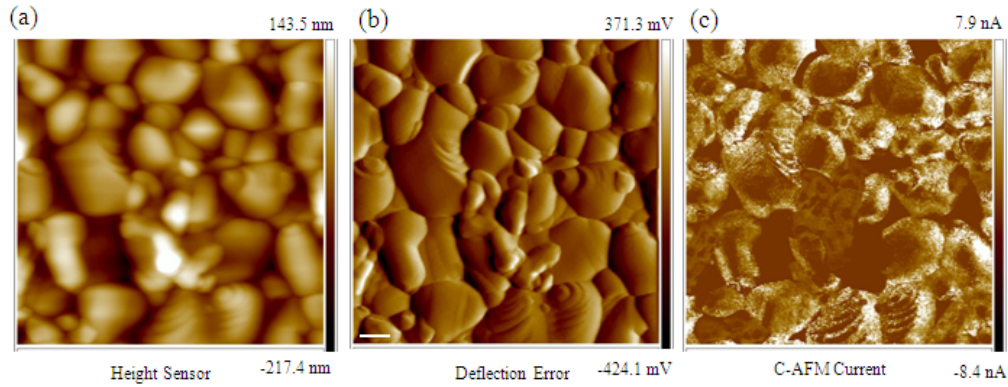 (a)
143.5 nm
(b)
371.3 mV
(c)
7.9 nA
Height Sensor
-217.4 nm
Deflection Error
-424.1 mV
C-AFM Current
-8.4 nA